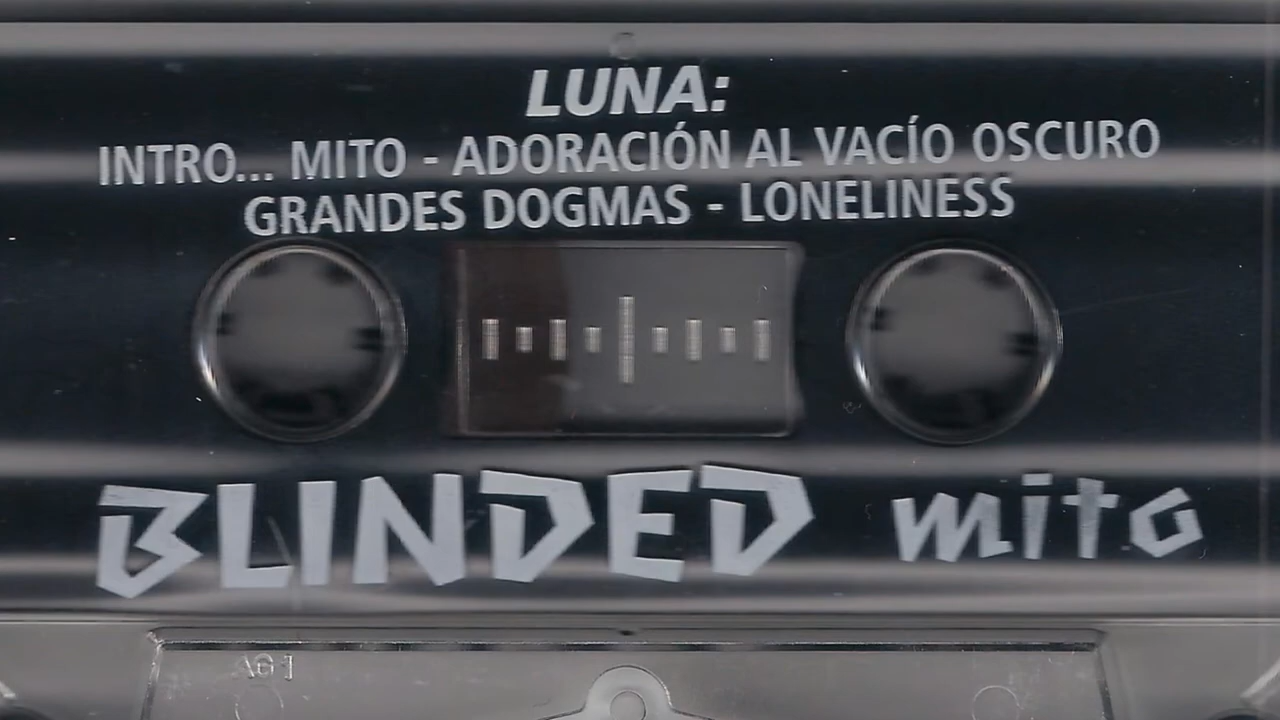 LUNA:
INTRO... MITO - ADORACIÓN AL VACÍO OSCURO
GRANDES DOGMAS - LONELINESS
BLINDED mito